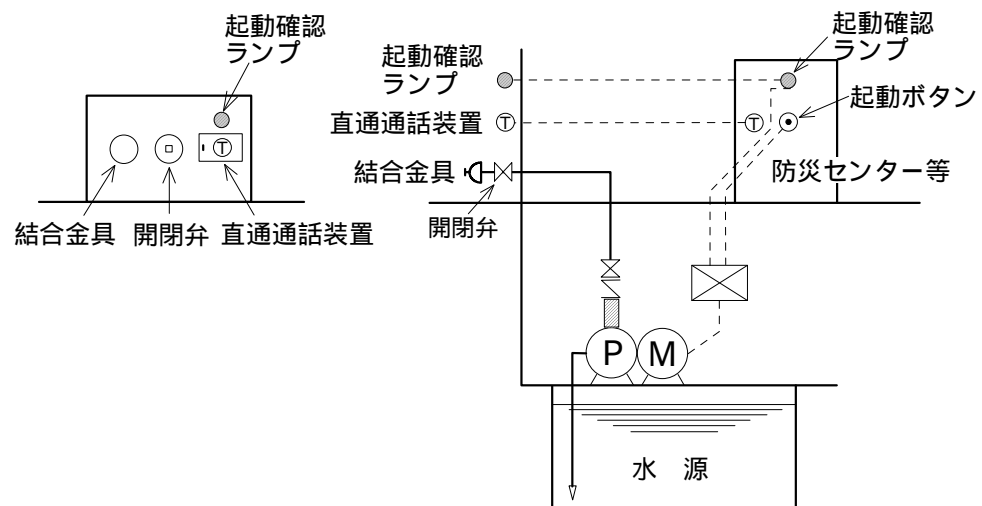 起動確認
ランプ
T
結合金具 開閉弁 直通通話装置
起動確認
ランプ
起動確認
ランプ
起動ボタン
直通通話装置
T
T
結合金具
防災センター等
開閉弁
P
M
水 源